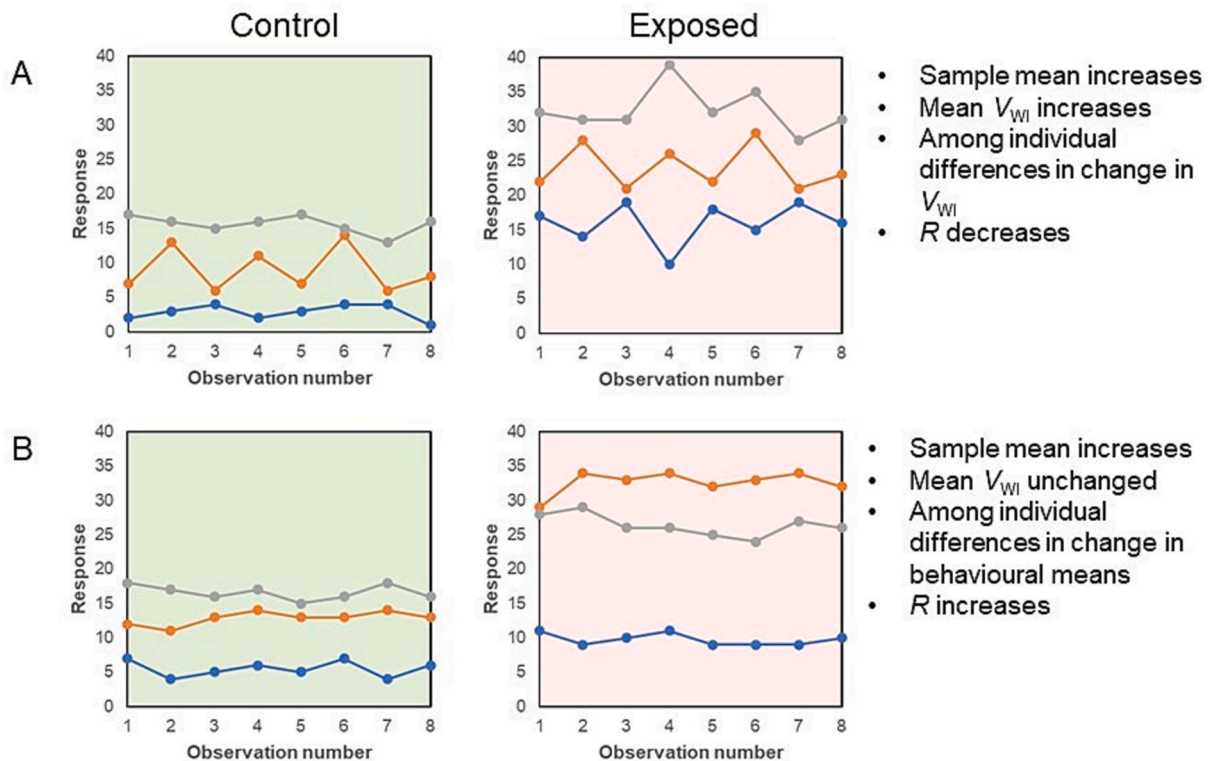 Control
Exposed
A
40
35
30
25
20
15
10
5
0
Response
1 2 3 4 5 6 7 8
Observation number
40
35
30
25
20
15
10
5
0
Response
1 2 3 4 5 6 7 8
Observation number
• Sample mean increases
• Mean VWI increases
• Among individual
differences in change in
VWI
• R decreases
B
40
35
30
25
20
15
10
5
0
Response
1 2 3 4 5 6 7 8
Observation number
40
35
30
25
20
15
10
5
0
Response
1 2 3 4 5 6 7 8
Observation number
• Sample mean increases
• Mean VWI unchanged
• Among individual
differences in change in
behavioural means
• R increases